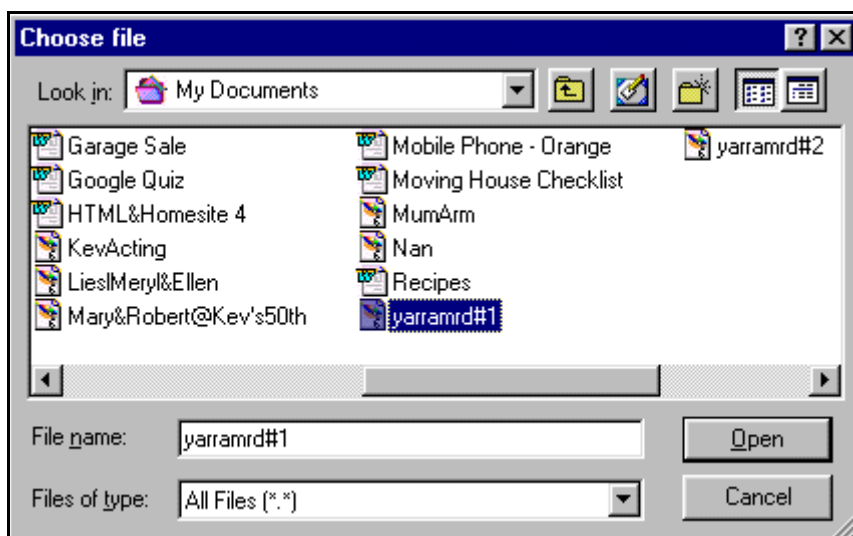 Choose file
Look in: My Documents
Garage Sale
Google Quiz
HTML&Homesite 4
KevActing
LieslMeryl&Ellen
Mary&Robert@Kev's50th
Mobile Phone - Orange
Moving House Checklist
MumArm
Nan
Recipes
yarramrd#1
yarramrd#2
File name: yarramrd#1
Open
Files of type: All Files (*.*)
Cancel